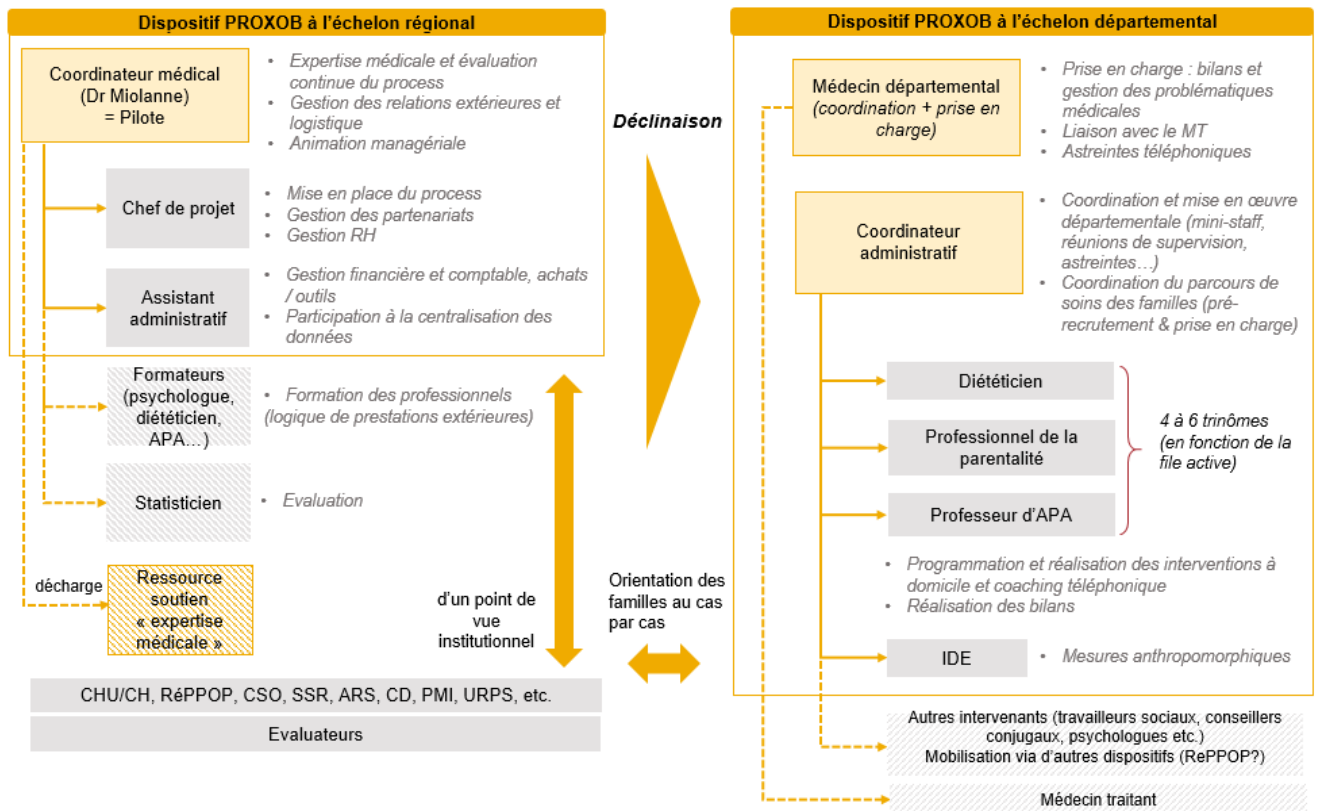 Dispositif PROXOB à l'échelon régional
Coordinateur médical
(Dr Miolanne)
= Pilote
• Expertise médicale et évaluation
continue du process
• Gestion des relations extérieures et
logistique
• Animation managériale
Chef de projet
• Mise en place du process
• Gestion des partenariats
• Gestion RH
Assistant
administratif
• Gestion financière et comptable, achats
/ outils
• Participation à la centralisation des
données
Formateurs
(psychologue,
diététicien,
APA…)
• Formation des professionnels
(logique de prestations extérieures)
Statisticien
• Evaluation
décharge
Ressource
soutien
« expertise
médicale »
d'un point de
vue
institutionnel
CHU/CH, RéPPOP, CSO, SSR, ARS, CD, PMI, URPS, etc.
Evaluateurs
Déclinaison
Orientation des
familles au cas
par cas
Dispositif PROXOB à l'échelon départemental
Médecin départemental
(coordination + prise en
charge)
• Prise en charge : bilans et
gestion des problématiques
médicales
• Liaison avec le MT
• Astreintes téléphoniques
Coordinateur
administratif
• Coordination et mise en œuvre
départementale (mini-staff,
réunions de supervision,
astreintes…)
• Coordination du parcours de
soins des familles (pré-
recrutement & prise en charge)
Diététicien
Professionnel de la
parentalité
Professeur d'APA
4 à 6 trinômes
(en fonction de la
file active)
• Programmation et réalisation des interventions à
domicile et coaching téléphonique
• Réalisation des bilans
IDE
• Mesures anthropomorphiques
Autres intervenants (travailleurs sociaux, conseillers
conjugaux, psychologues etc.)
Mobilisation via d'autres dispositifs (RePPOP?)
Médecin traitant